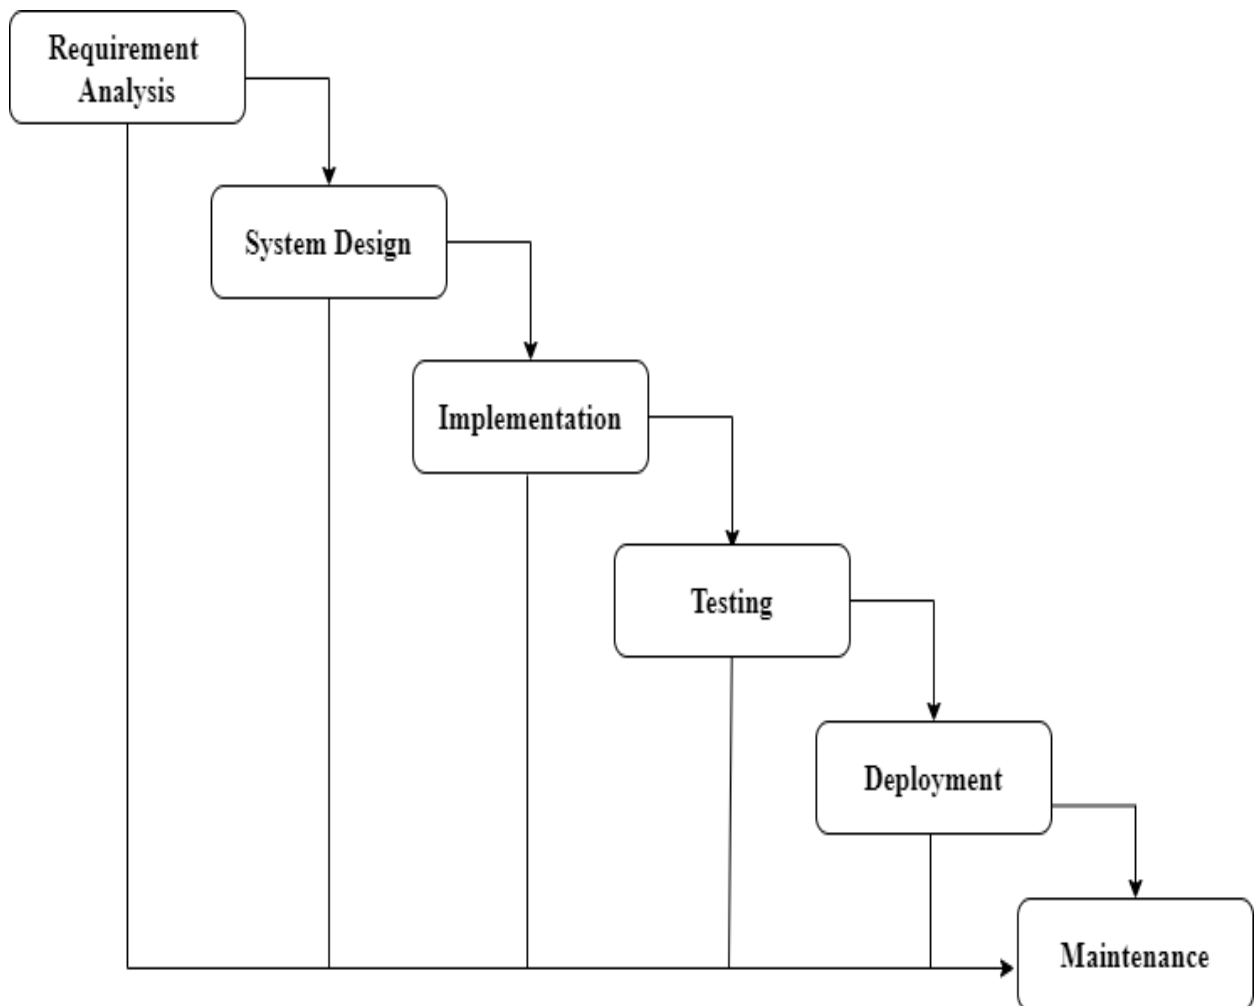 Requirement
Analysis
System Design
Implementation
Testing
Deployment
Maintenance